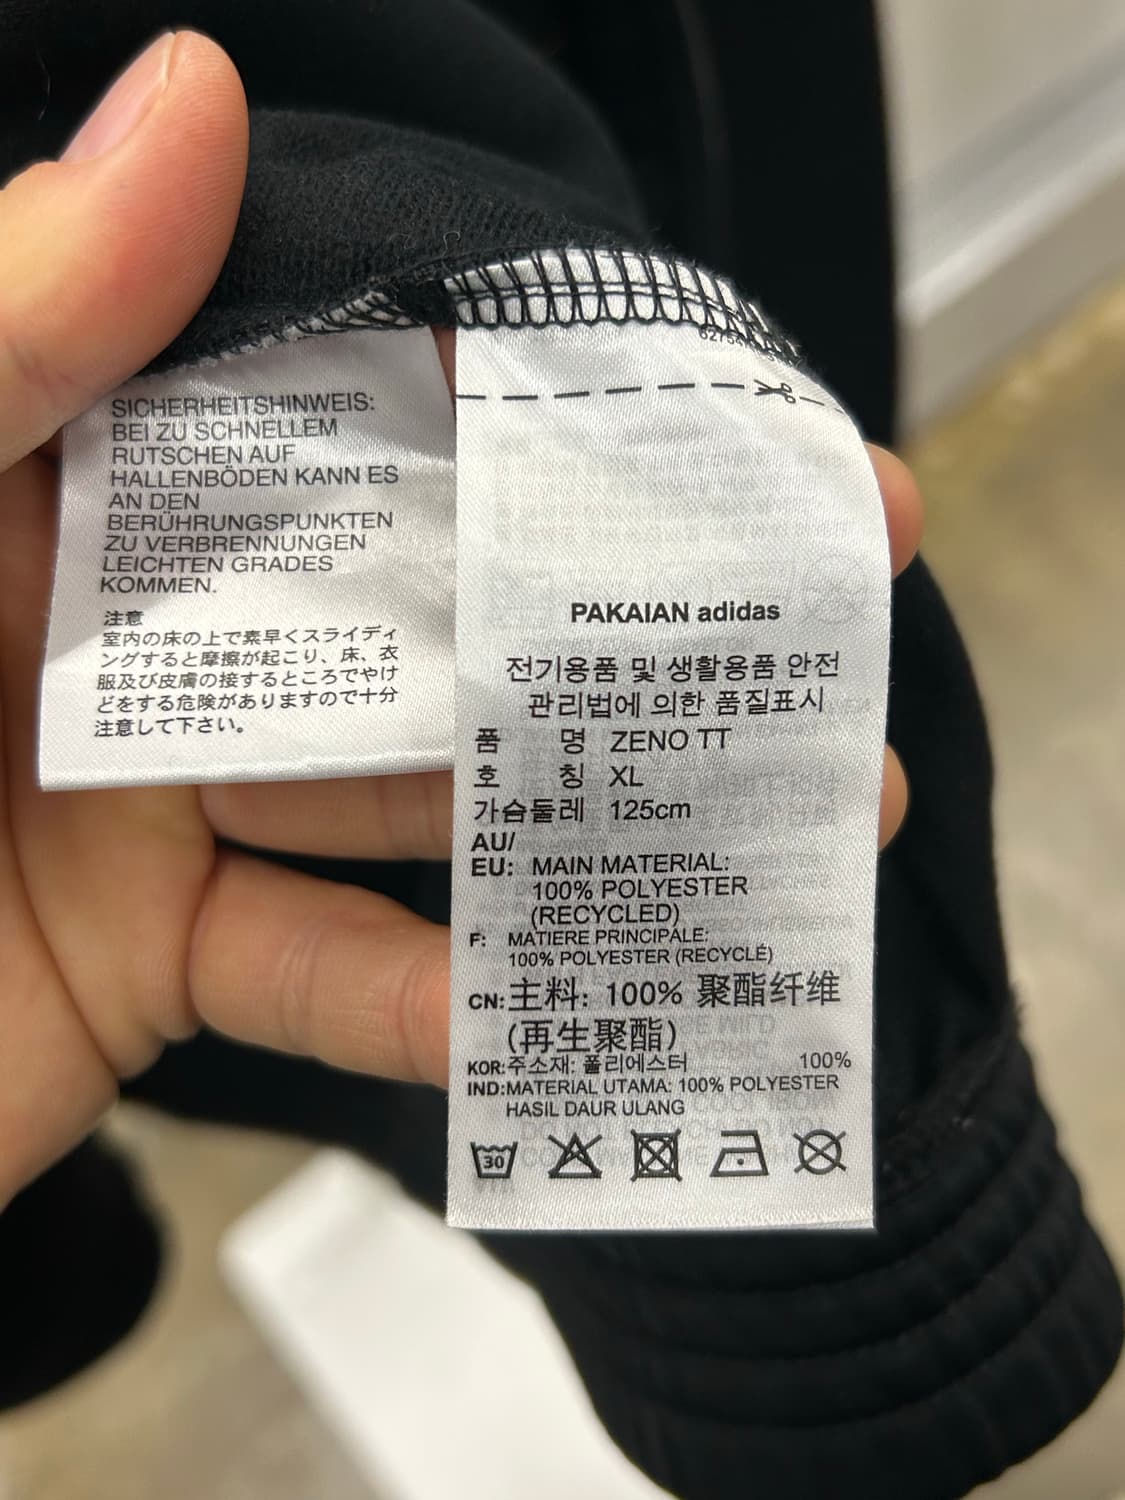 SICHERHEITSHINWEIS:
BEI ZU SCHNELLEM
RUTSCHEN AUF
HALLENBÖDEN KANN ES
AN DEN
BERÜHRUNGSPUNKTEN
ZU VERBRENNUNGEN
LEICHTEN GRADES
KOMMEN.
注意
室内の床の上で素早くスライディ
ングすると摩擦が起こり、床、衣
服及び皮膚の接するところでやけ
どをする危険がありますので十分
注意して下さい。
PAKAIAN adidas
전기용품 및 생활용품 안전
관리법에 의한 품질표시
품 명 ZENO TT
호 칭 XL
가슴둘레 125cm
AU/
EU: MAIN MATERIAL:
100% POLYESTER
(RECYCLED)
F: MATIERE PRINCIPALE:
100% POLYESTER (RECYCLÉ)
CN:主料: 100% 聚酯纤维
(再生聚酯)
KOR:주소재: 폴리에스터 100%
IND:MATERIAL UTAMA: 100% POLYESTER
HASIL DAUR ULANG
30